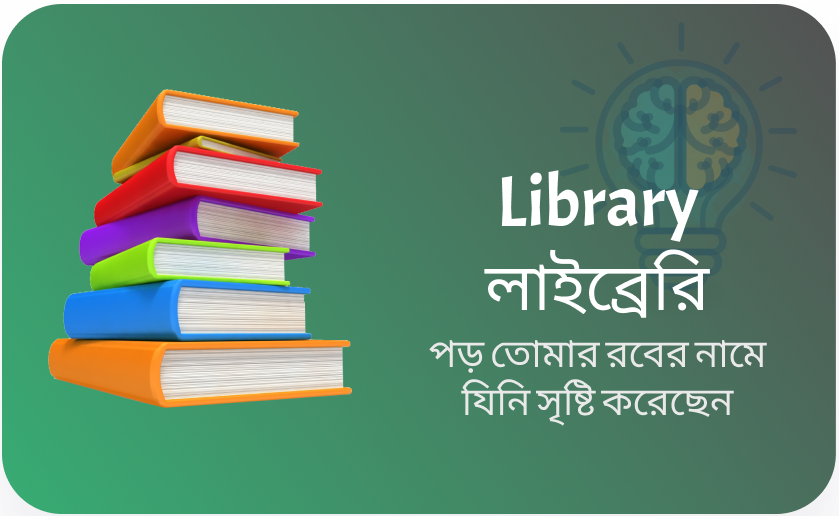 Library
লাইব্রেরি
পড় তোমার রবের নামে
যিনি সৃষ্টি করেছেন